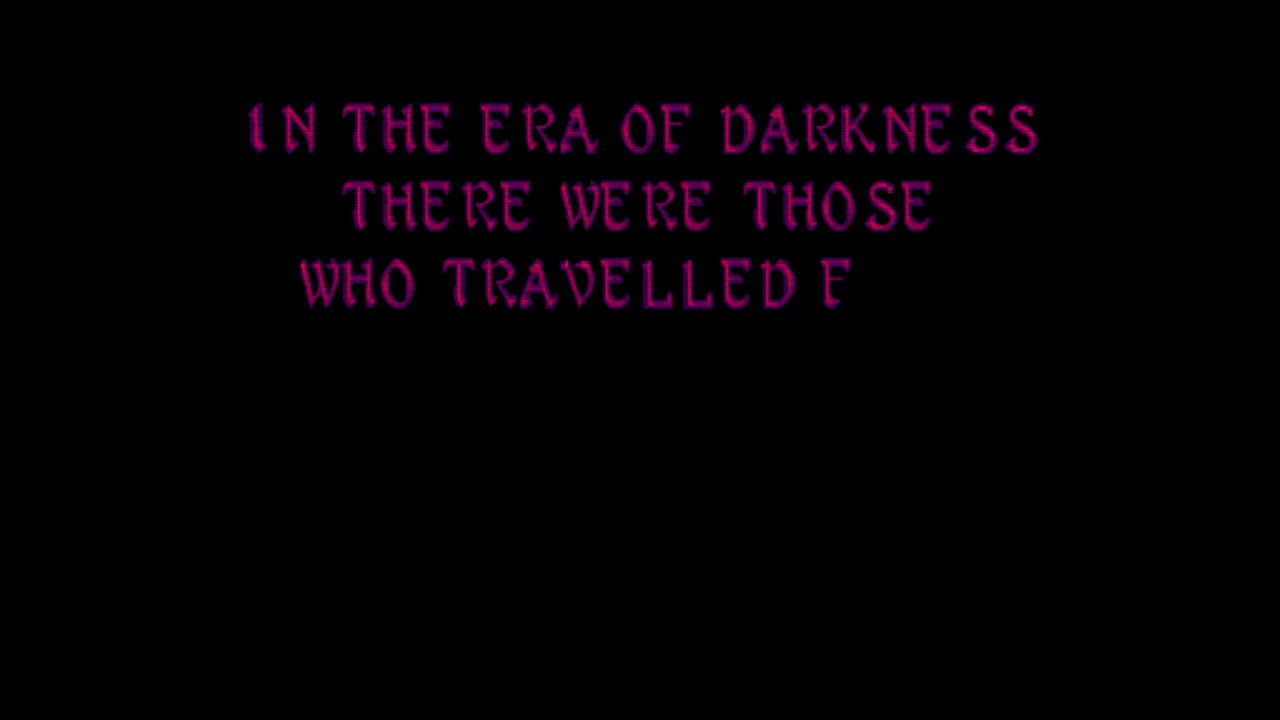 IN THE ERA OF DARKNESS
THERE WERE THOSE
WHO TRAVELLED F